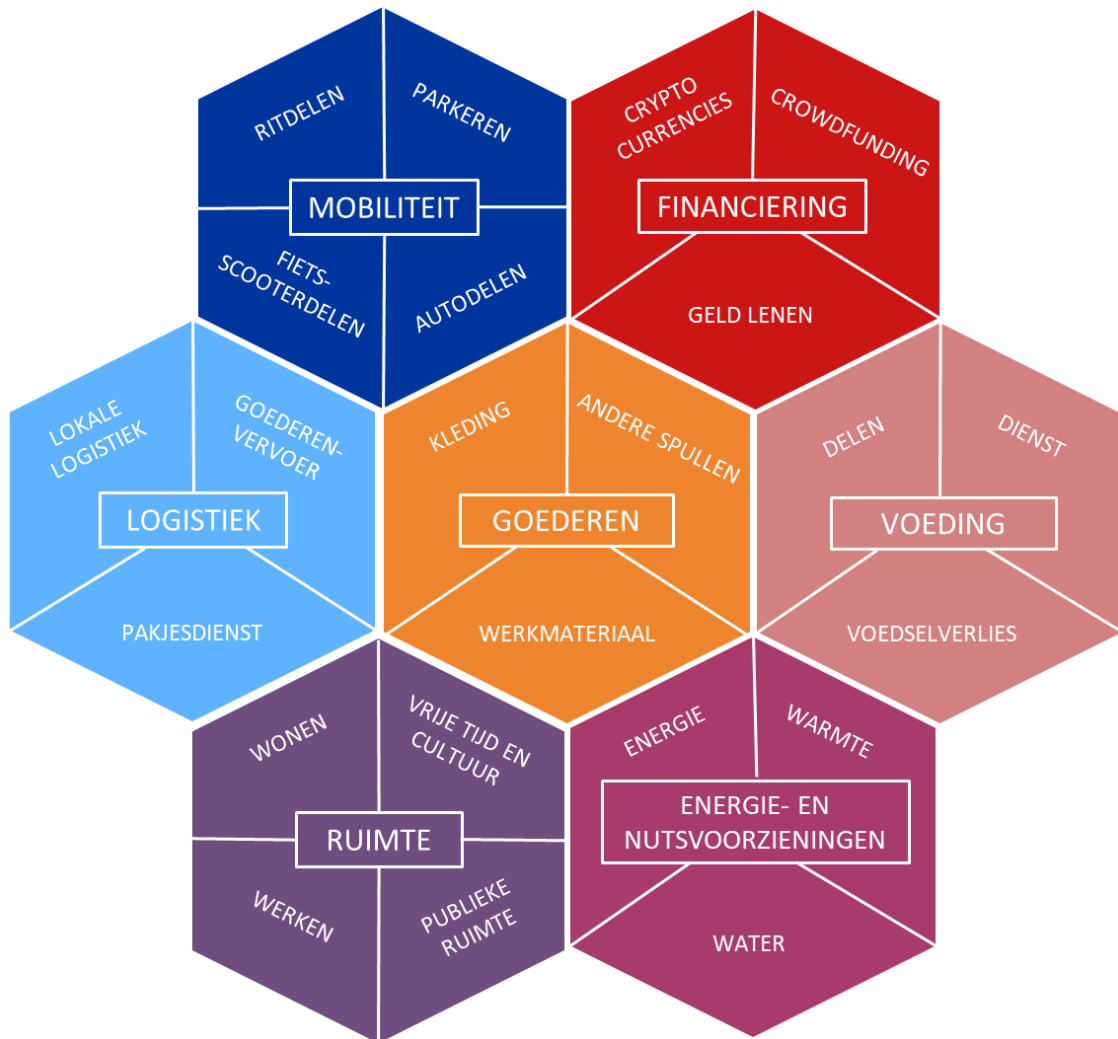 RITDELEN
PARKEREN
MOBILITEIT
FIETS-
SCOOTERDELEN
AUTODELEN
CRYPTO
CURRENCIES
CROWDFUNDING
FINANCIERING
GELD LENEN
LOKALE
LOGISTIEK
GOEDEREN-
VERVOER
LOGISTIEK
PAKJESDIENST
KLEDING
ANDERE SPULLEN
GOEDEREN
WERKMATERIAAL
DELEN
DIENST
VOEDING
VOEDSELVERLIES
WONEN
VRIJE TIJD EN
CULTUUR
RUIMTE
WERKEN
PUBLIEKE
RUIMTE
ENERGIE
WARMTE
ENERGIE- EN
NUTSVOORZIENINGEN
WATER